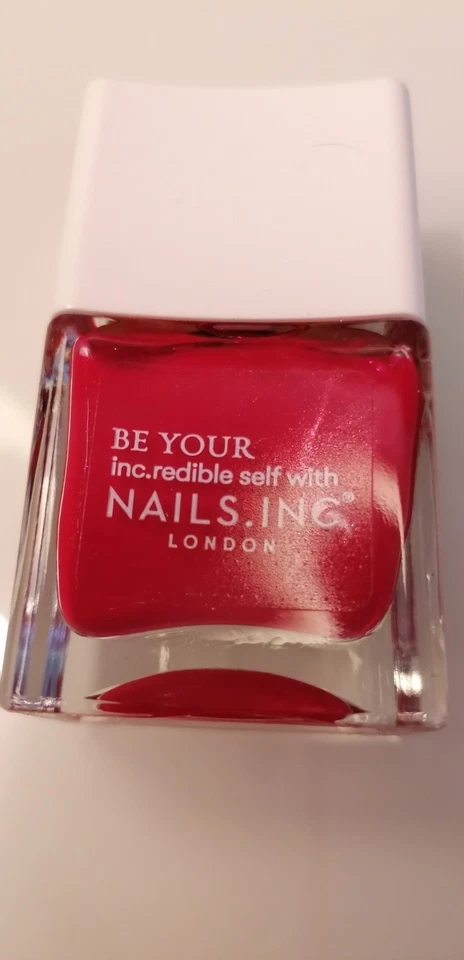 BE YOUR
inc.redible self with
NAILS.INC®
LONDON